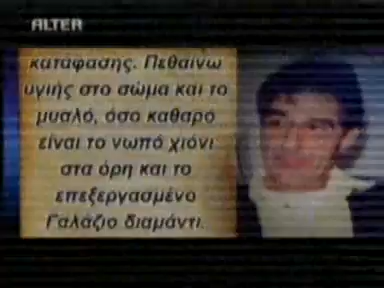 ALTER
κατάφασης. Πεθαίνω
υγιής στο σώμα και το
μυαλό, όσο καθαρό
είναι το νωπό χιόνι
στα όρη και το
επεξεργασμένο
Γαλάζιο διαμάντι.